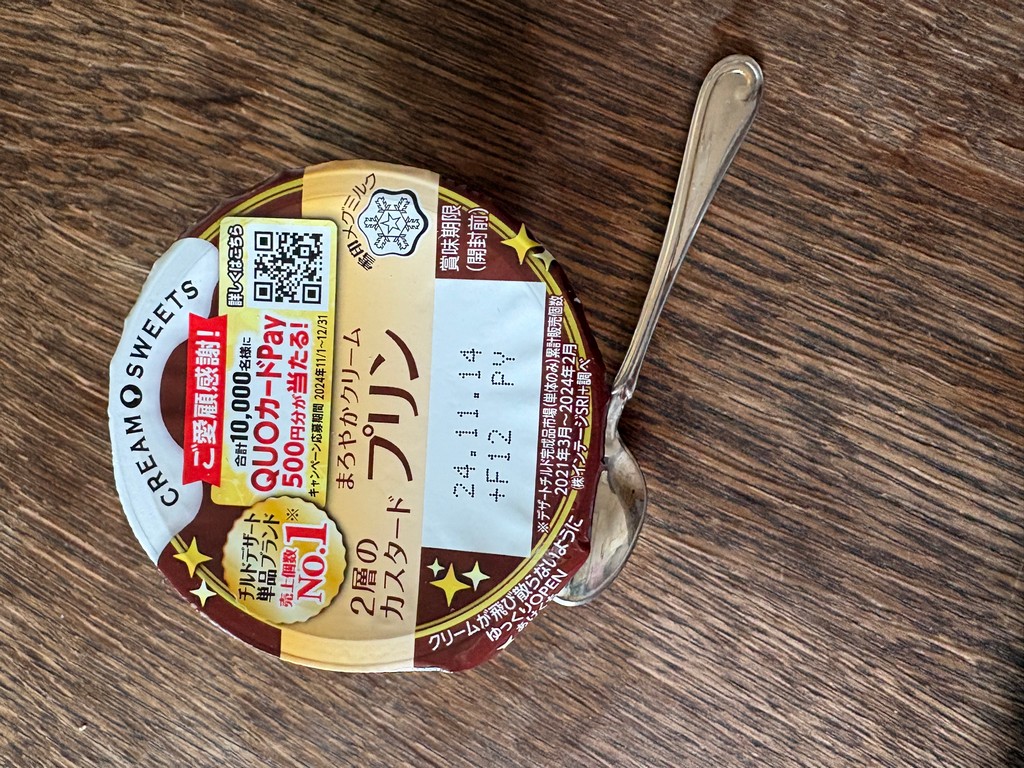 CREAM SWEETS
ご愛顧感謝!
合計10,000名様に
QUOカードPay
500円分が当たる!
キャンペーン応募期間 2024年11/1～12/31
詳しくはこちら
チルドデザート
単品ブランド
売上個数※
No.1
雪印メグミルク
まろやかクリーム
2層の
カスタードプリン
賞味期限
(開封前)
24.11.14
+F12 PV
※デザートチルド完成品市場(単体のみ)累計販売個数
2021年3月～2024年2月
(株)インテージSRI+調べ
クリームが飛び散らないように
ゆっくりOPEN